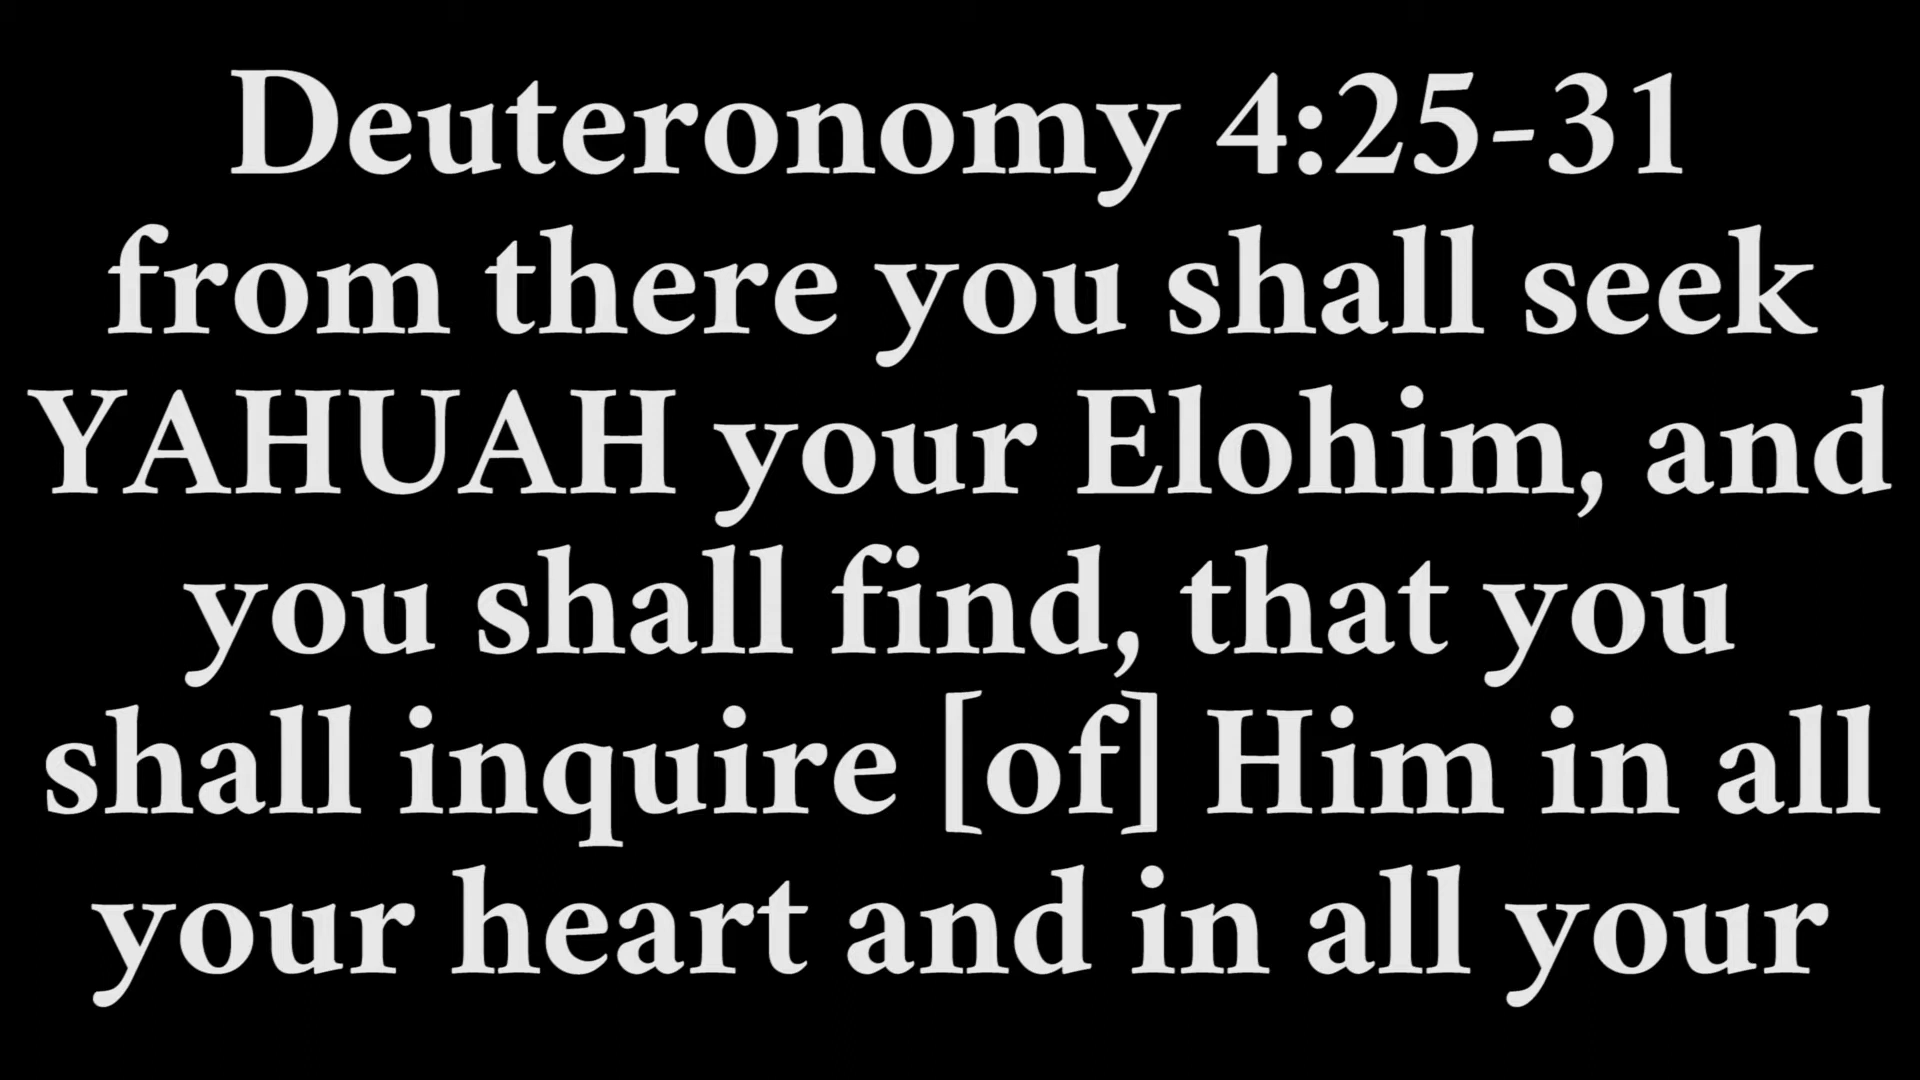 Deuteronomy 4:25-31
from there you shall seek
YAHUAH your Elohim, and
you shall find, that you
shall inquire [of] Him in all
your heart and in all your